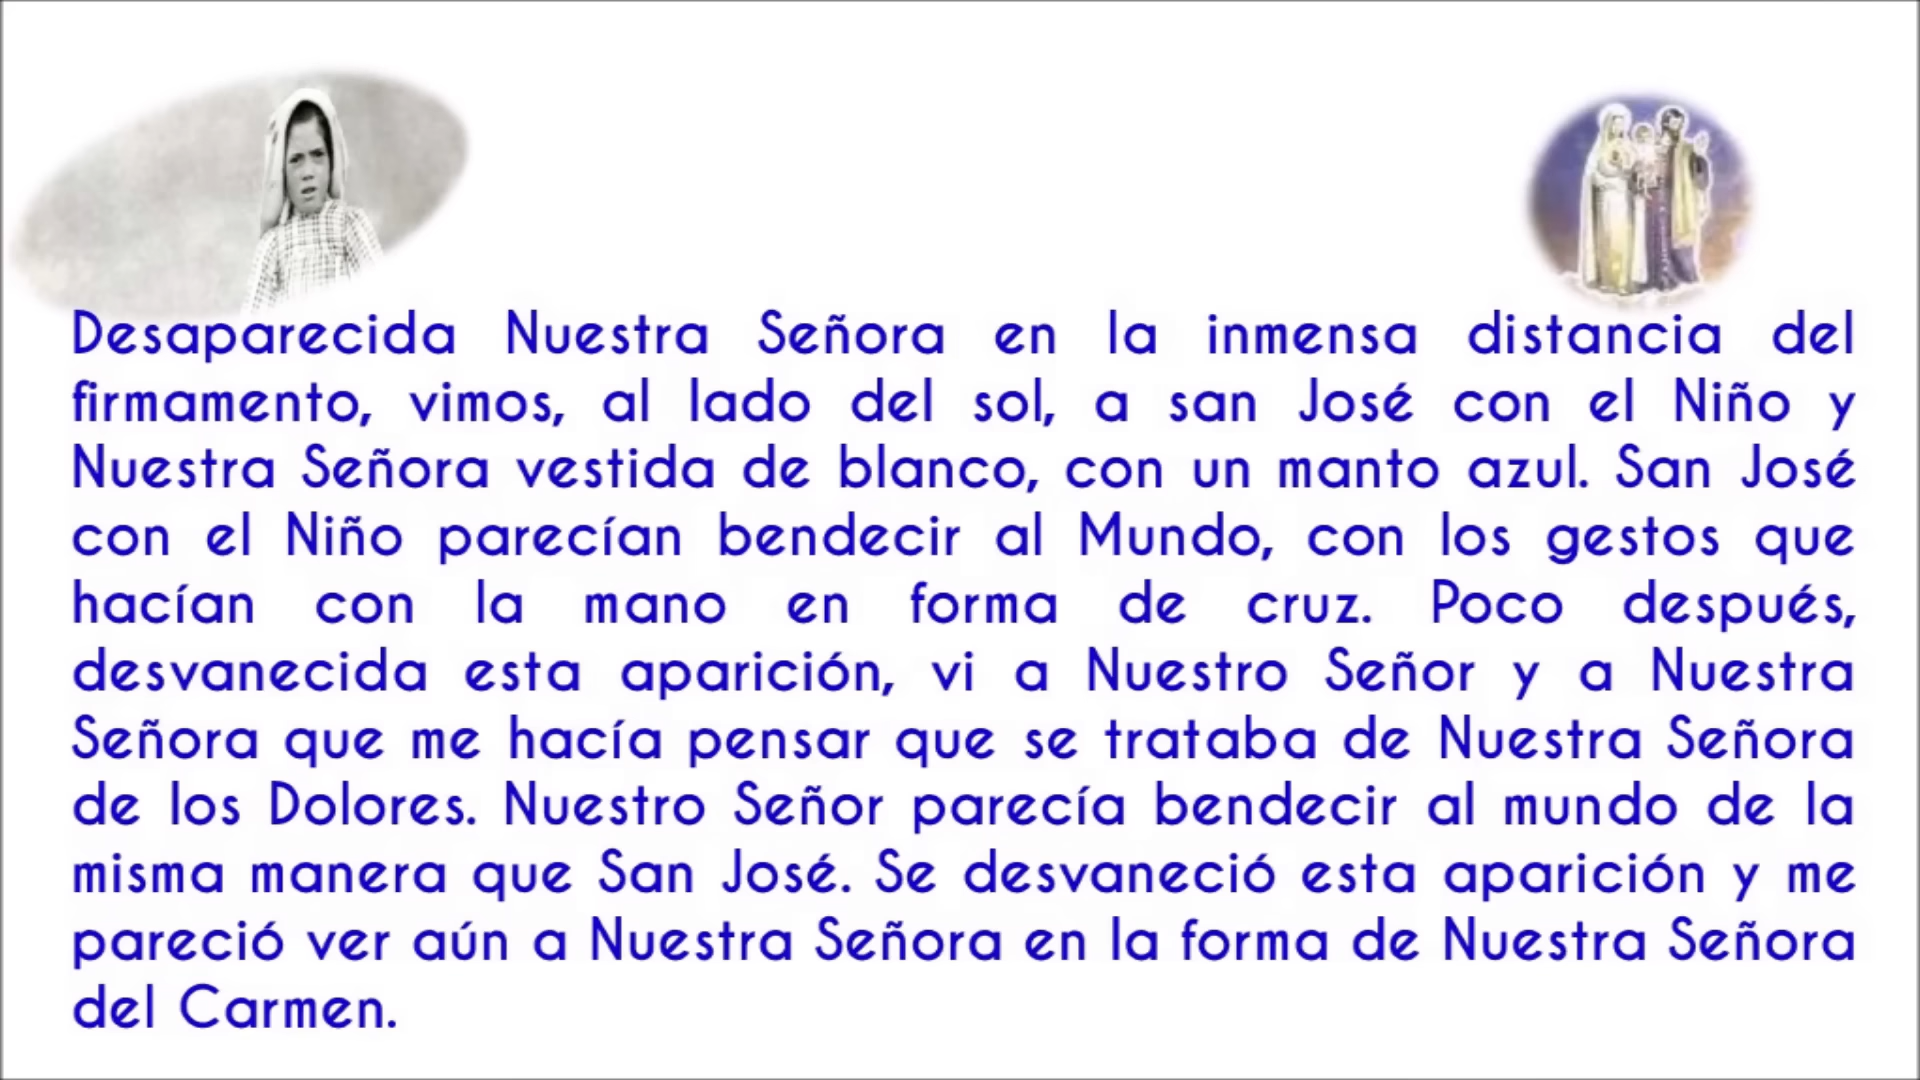 Desaparecida Nuestra Señora en la inmensa distancia del
firmamento, vimos, al lado del sol, a san José con el Niño y
Nuestra Señora vestida de blanco, con un manto azul. San José
con el Niño parecían bendecir al Mundo, con los gestos que
hacían con la mano en forma de cruz. Poco después,
desvanecida esta aparición, vi a Nuestro Señor y a Nuestra
Señora que me hacía pensar que se trataba de Nuestra Señora
de los Dolores. Nuestro Señor parecía bendecir al mundo de la
misma manera que San José. Se desvaneció esta aparición y me
pareció ver aún a Nuestra Señora en la forma de Nuestra Señora
del Carmen.